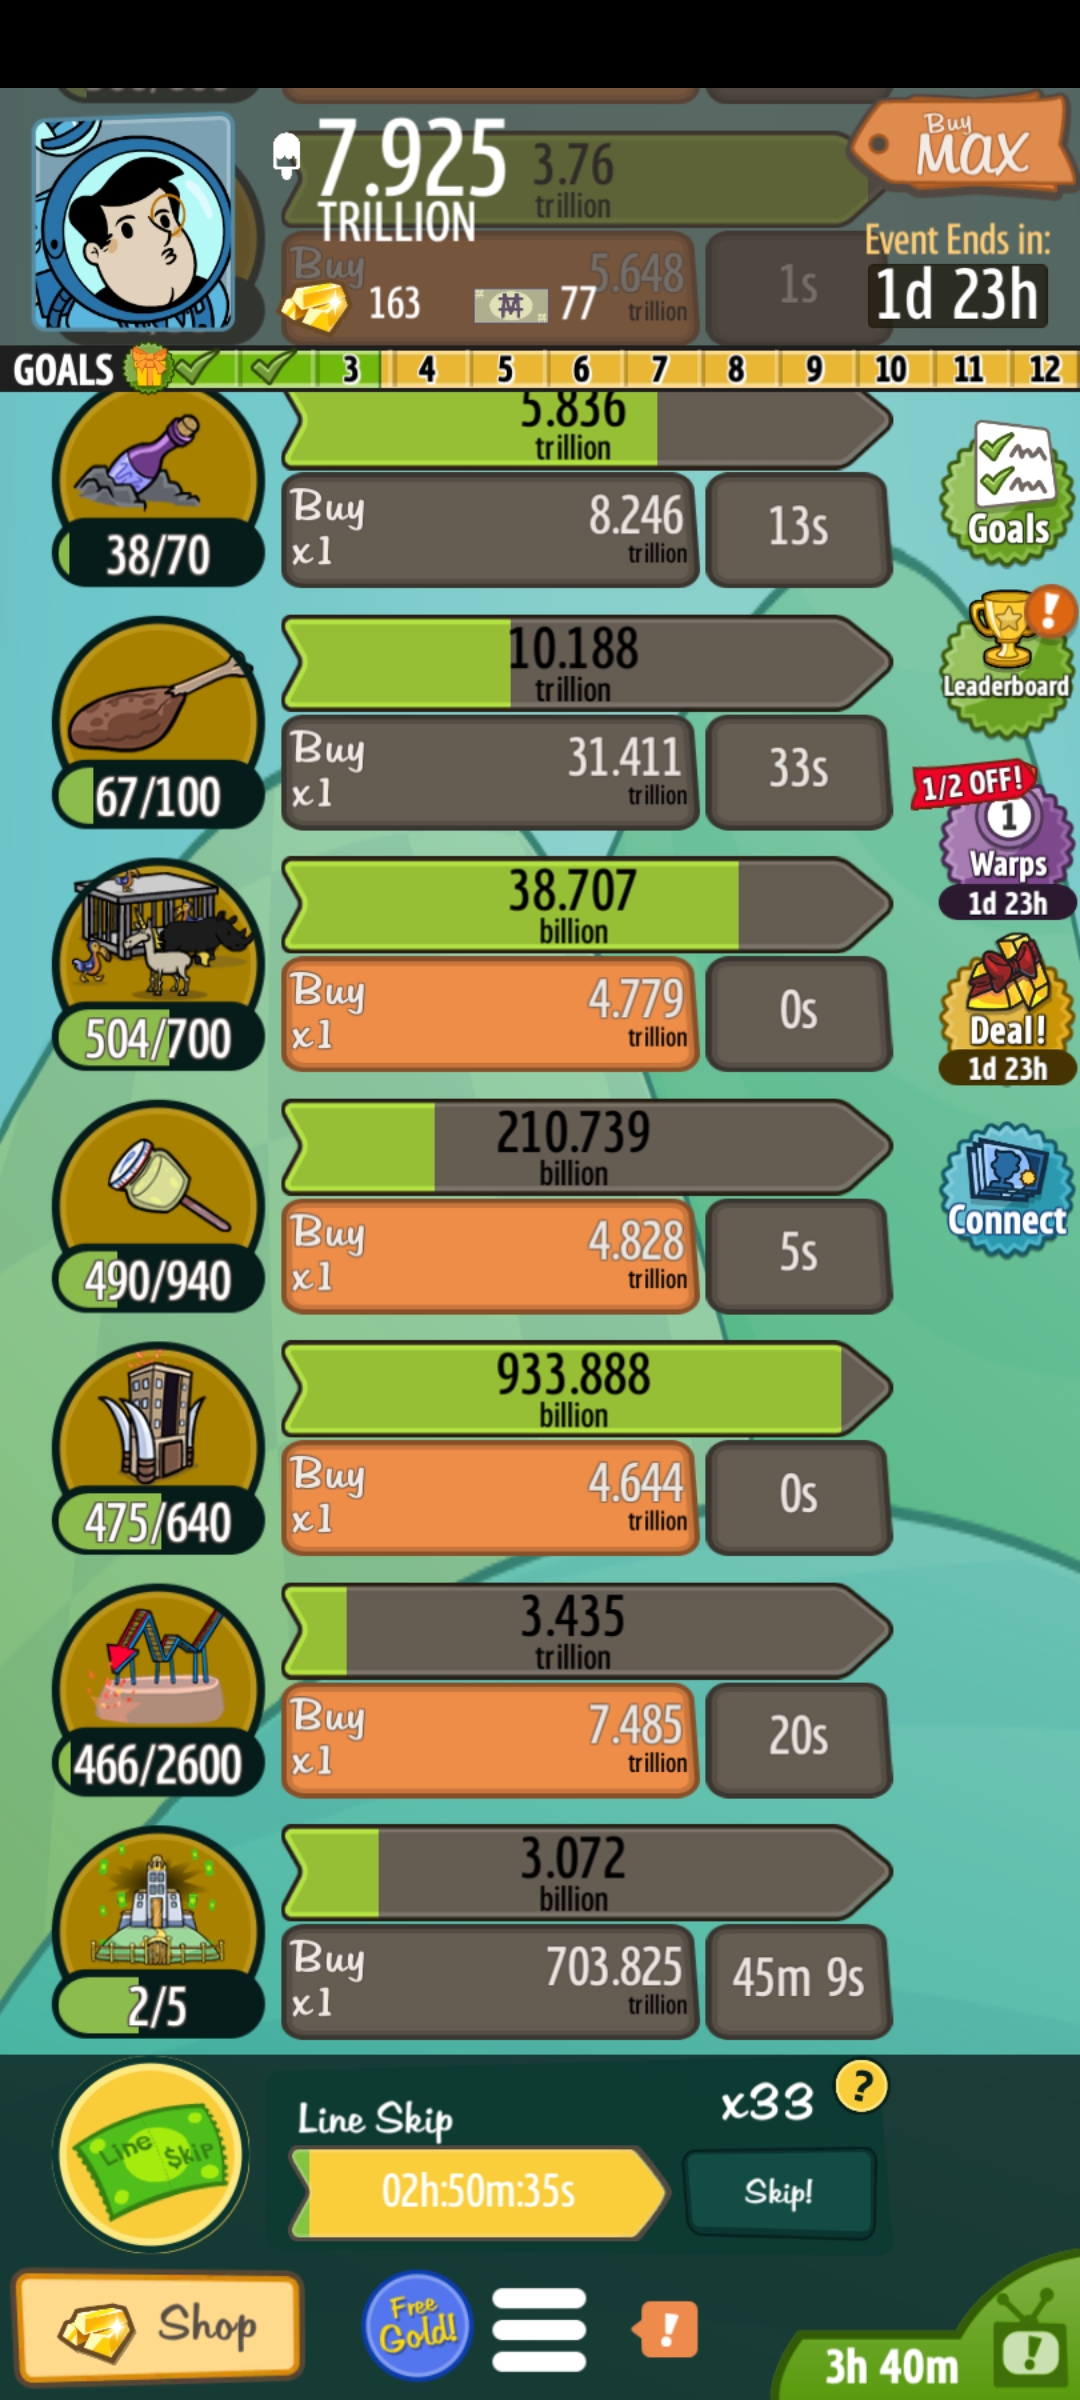 7.925
TRILLION
3.76
trillion
Buy
MAX
Event Ends in:
1d 23h
Buy
5.648
trillion
1s
163
77
GOALS
3
4
5
6
7
8
9
10
11
12
5.836
trillion
Buy
x1
8.246
trillion
13s
38/70
Goals
10.188
trillion
Buy
x1
31.411
trillion
33s
67/100
!
Leaderboard
1/2 OFF!
1
Warps
1d 23h
38.707
billion
Buy
x1
4.779
trillion
0s
504/700
Deal!
1d 23h
210.739
billion
Buy
x1
4.828
trillion
5s
490/940
Connect
933.888
billion
Buy
x1
4.644
trillion
0s
475/640
3.435
trillion
Buy
x1
7.485
trillion
20s
466/2600
3.072
billion
Buy
x1
703.825
trillion
45m 9s
2/5
Line $kip
Line Skip
x33
?
02h:50m:35s
Skip!
Shop
Free
Gold!
!
3h 40m
!